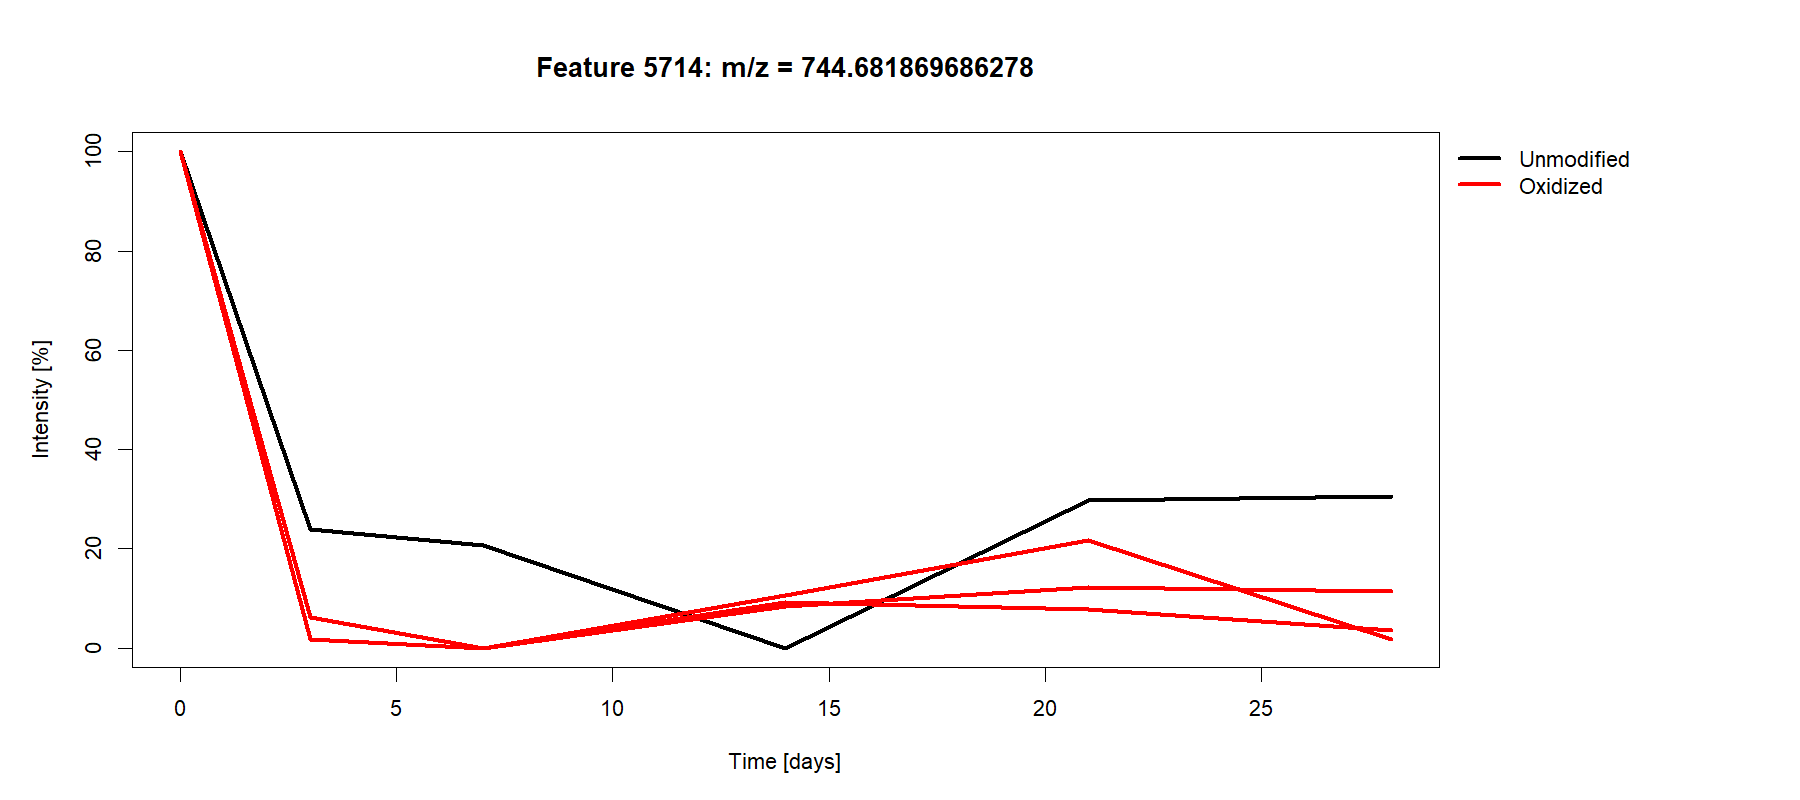 Feature 5714: m/z = 744.681869686278
Unmodified
Oxidized
Intensity [%]
100
80
60
40
20
0
0 5 10 15 20 25
Time [days]